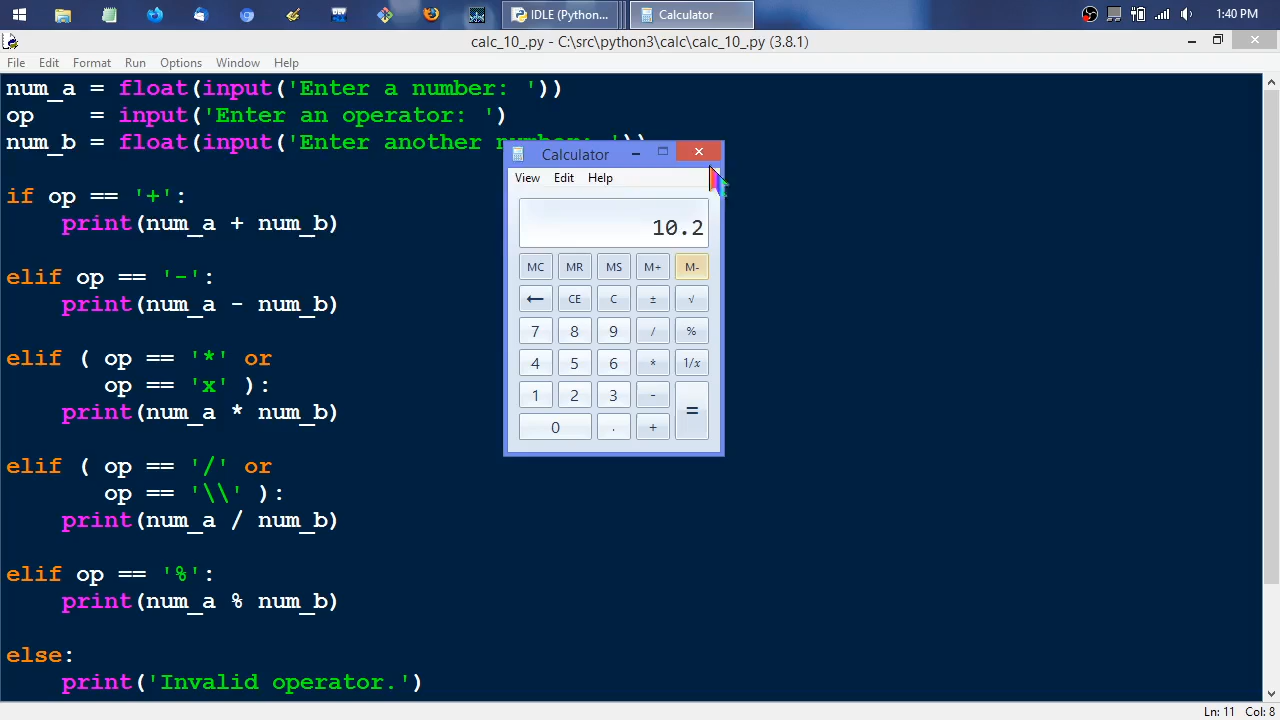 IDLE (Python...
Calculator
1:40 PM
calc_10_.py - C:\src\python3\calc\calc_10_.py (3.8.1)
File Edit Format Run Options Window Help
num_a = float(input('Enter a number: '))
op    = input('Enter an operator: ')
num_b = float(input('Enter another number: '))
if op == '+':
    print(num_a + num_b)
elif op == '-':
    print(num_a - num_b)
elif ( op == '*' or
       op == 'x' ):
    print(num_a * num_b)
elif ( op == '/' or
       op == '\\' ):
    print(num_a / num_b)
elif op == '%':
    print(num_a % num_b)
else:
    print('Invalid operator.')
Calculator
View Edit Help
10.2
MC MR MS M+ M-
← CE C ± √
7 8 9 / %
4 5 6 * 1/x
1 2 3 - =
0 . +
Ln: 11 Col: 8